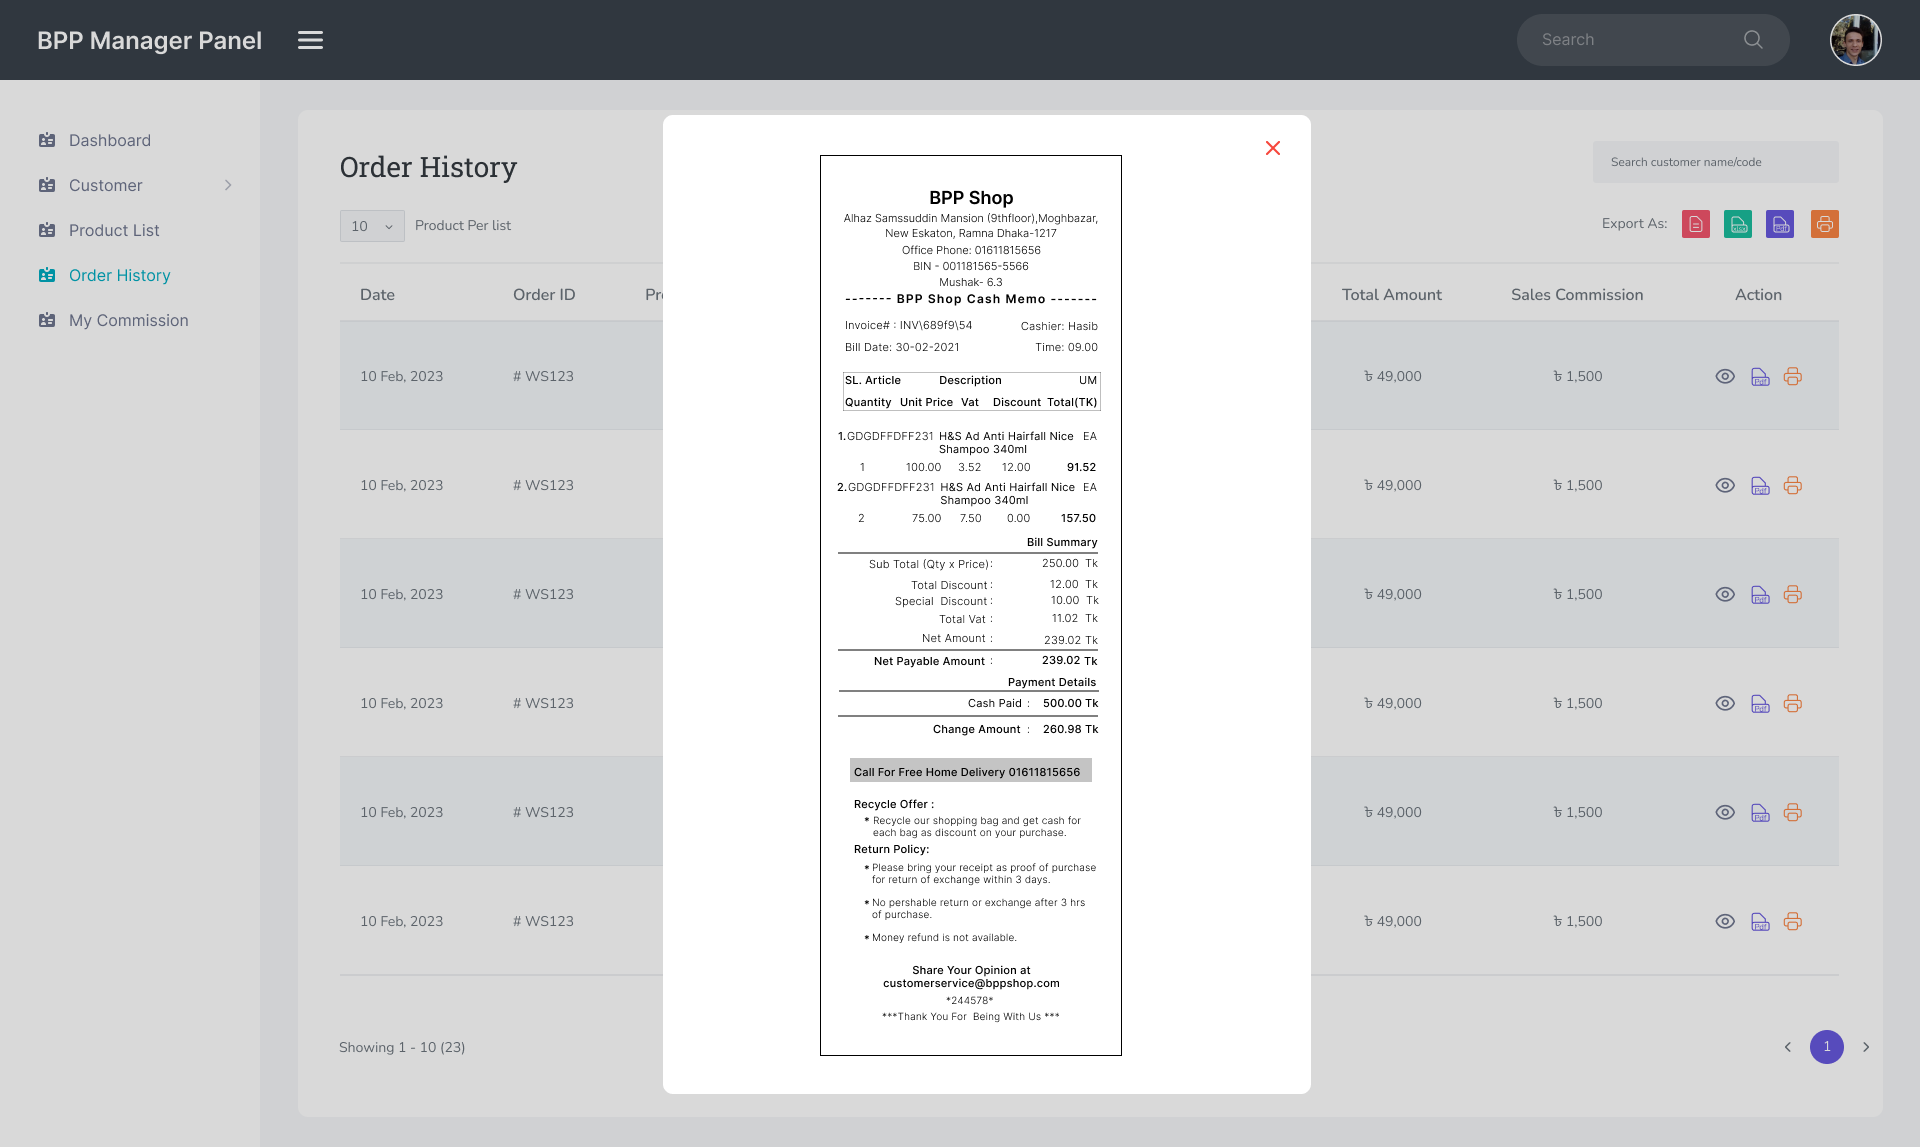 BPP Manager Panel
Search
Dashboard
Customer
Product List
Order History
My Commission
Order History
Search customer name/code
10
Product Per list
Export As:
Date Order ID Total Amount Sales Commission Action
10 Feb, 2023 # WS123 ৳ 49,000 ৳ 1,500 Pdf
10 Feb, 2023 # WS123 ৳ 49,000 ৳ 1,500 Pdf
10 Feb, 2023 # WS123 ৳ 49,000 ৳ 1,500 Pdf
10 Feb, 2023 # WS123 ৳ 49,000 ৳ 1,500 Pdf
10 Feb, 2023 # WS123 ৳ 49,000 ৳ 1,500 Pdf
10 Feb, 2023 # WS123 ৳ 49,000 ৳ 1,500 Pdf
Showing 1 - 10 (23)
1
BPP Shop
Alhaz Samssuddin Mansion (9thfloor),Moghbazar,
New Eskaton, Ramna Dhaka-1217
Office Phone: 01611815656
BIN - 001181565-5566
Mushak- 6.3
------- BPP Shop Cash Memo -------
Invoice# : INV\689f9\54 Cashier: Hasib
Bill Date: 30-02-2021 Time: 09.00
SL. Article Description UM
Quantity Unit Price Vat Discount Total(TK)
1.GDGDFFDFF231 H&S Ad Anti Hairfall Nice EA
Shampoo 340ml
1 100.00 3.52 12.00 91.52
2.GDGDFFDFF231 H&S Ad Anti Hairfall Nice EA
Shampoo 340ml
2 75.00 7.50 0.00 157.50
Bill Summary
Sub Total (Qty x Price): 250.00 Tk
Total Discount : 12.00 Tk
Special Discount : 10.00 Tk
Total Vat : 11.02 Tk
Net Amount : 239.02 Tk
Net Payable Amount : 239.02 Tk
Payment Details
Cash Paid : 500.00 Tk
Change Amount : 260.98 Tk
Call For Free Home Delivery 01611815656
Recycle Offer :
* Recycle our shopping bag and get cash for
each bag as discount on your purchase.
Return Policy:
* Please bring your receipt as proof of purchase
for return of exchange within 3 days.
* No pershable return or exchange after 3 hrs
of purchase.
* Money refund is not available.
Share Your Opinion at
customerservice@bppshop.com
*244578*
***Thank You For Being With Us ***